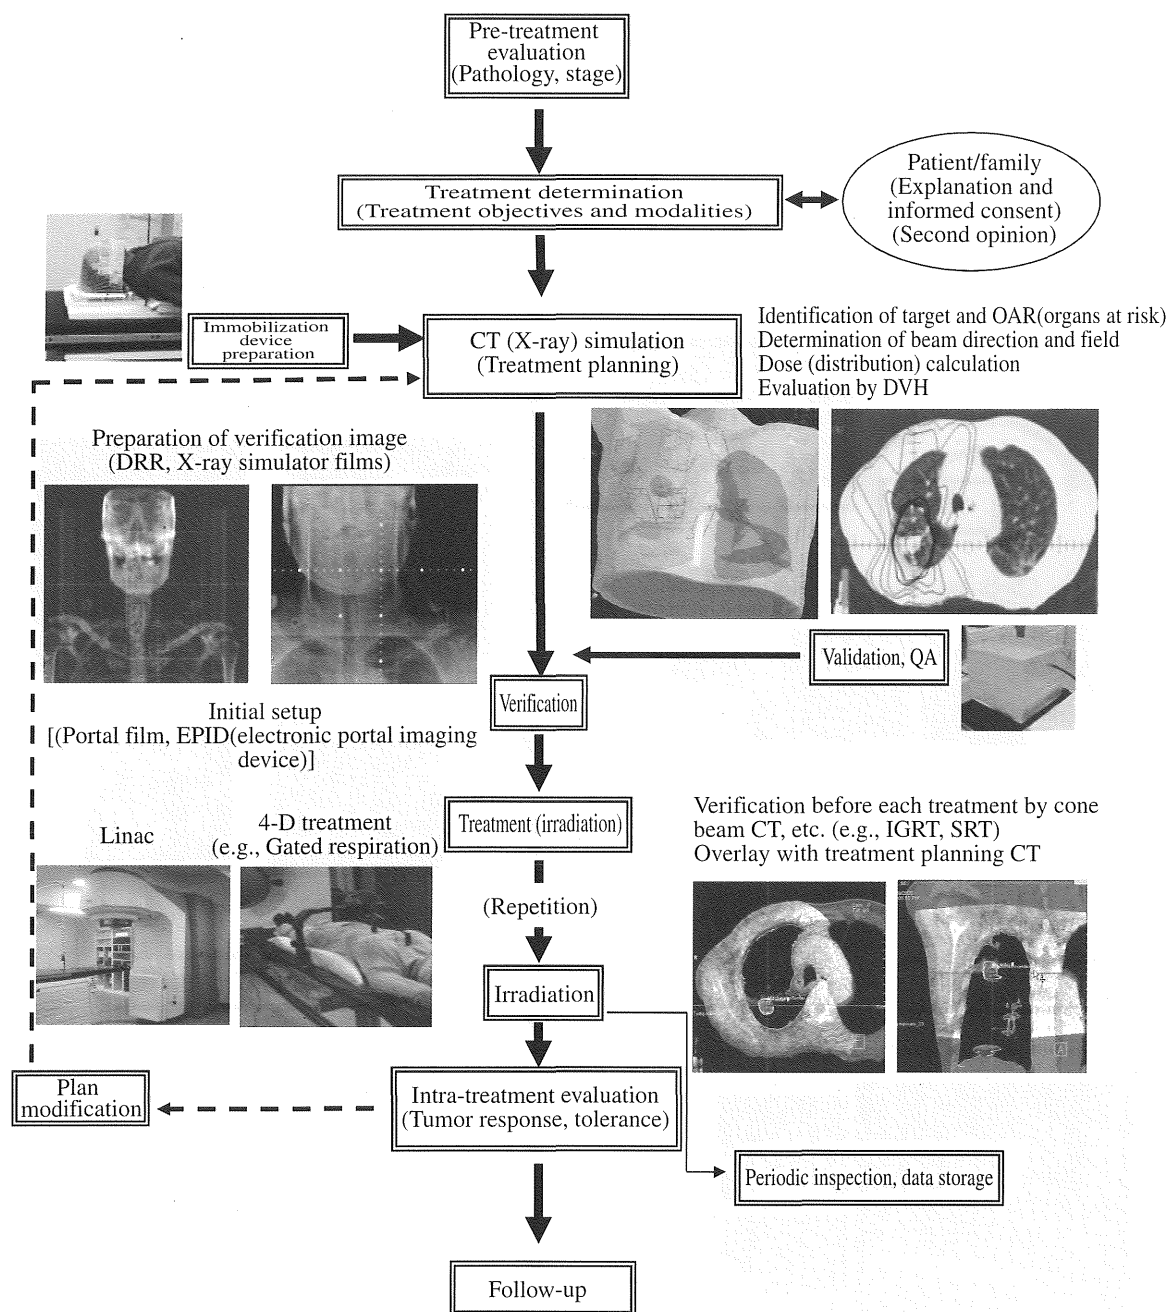 Pre-treatment
evaluation
(Pathology, stage)
Treatment determination
(Treatment objectives and modalities)
Patient/family
(Explanation and
informed consent)
(Second opinion)
Immobilization
device
preparation
CT (X-ray) simulation
(Treatment planning)
Identification of target and OAR(organs at risk)
Determination of beam direction and field
Dose (distribution) calculation
Evaluation by DVH
Preparation of verification image
(DRR, X-ray simulator films)
Validation, QA
Verification
Initial setup
[(Portal film, EPID(electronic portal imaging
device)]
Treatment (irradiation)
Verification before each treatment by cone
beam CT, etc. (e.g., IGRT, SRT)
Overlay with treatment planning CT
Linac
4-D treatment
(e.g., Gated respiration)
(Repetition)
Irradiation
Plan
modification
Intra-treatment evaluation
(Tumor response, tolerance)
Periodic inspection, data storage
Follow-up